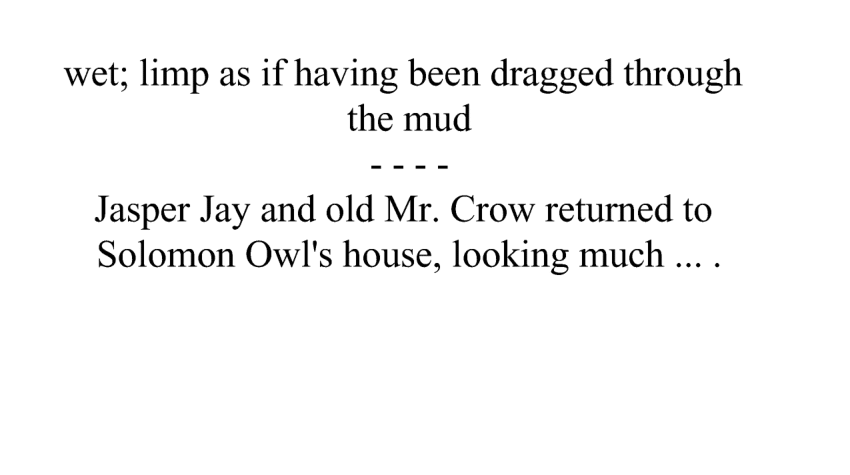 wet; limp as if having been dragged through
the mud
- - - -
Jasper Jay and old Mr. Crow returned to
Solomon Owl's house, looking much ... .